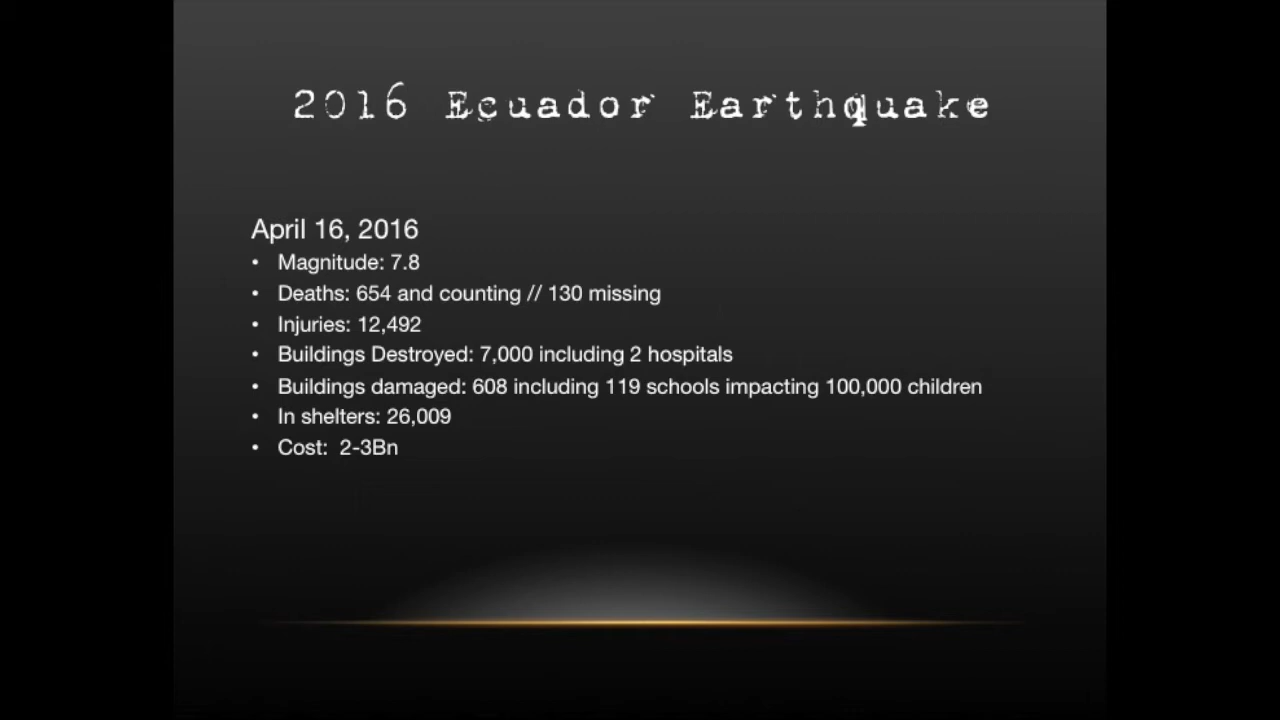 2016 Ecuador Earthquake
April 16, 2016
• Magnitude: 7.8
• Deaths: 654 and counting // 130 missing
• Injuries: 12,492
• Buildings Destroyed: 7,000 including 2 hospitals
• Buildings damaged: 608 including 119 schools impacting 100,000 children
• In shelters: 26,009
• Cost:  2-3Bn